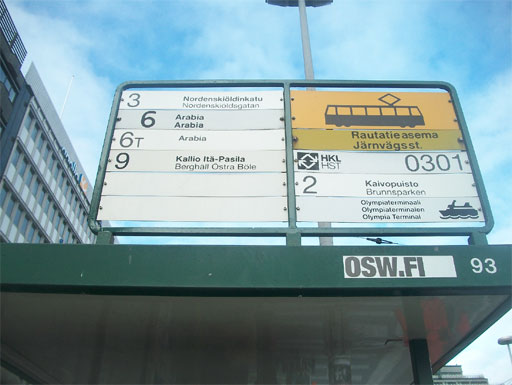 3 Nordenskiöldinkatu
Nordenskiöldsgatan
6 Arabia
Arabia
6T Arabia
9 Kallio Itä-Pasila
Berghäll Östra Böle
Rautatieasema
Järnvägsst.
HKL
HST
0301
2 Kaivopuisto
Brunnsparken
Olympiaterminaali
Olympiaterminalen
Olympia Terminal
OSW.FI 93